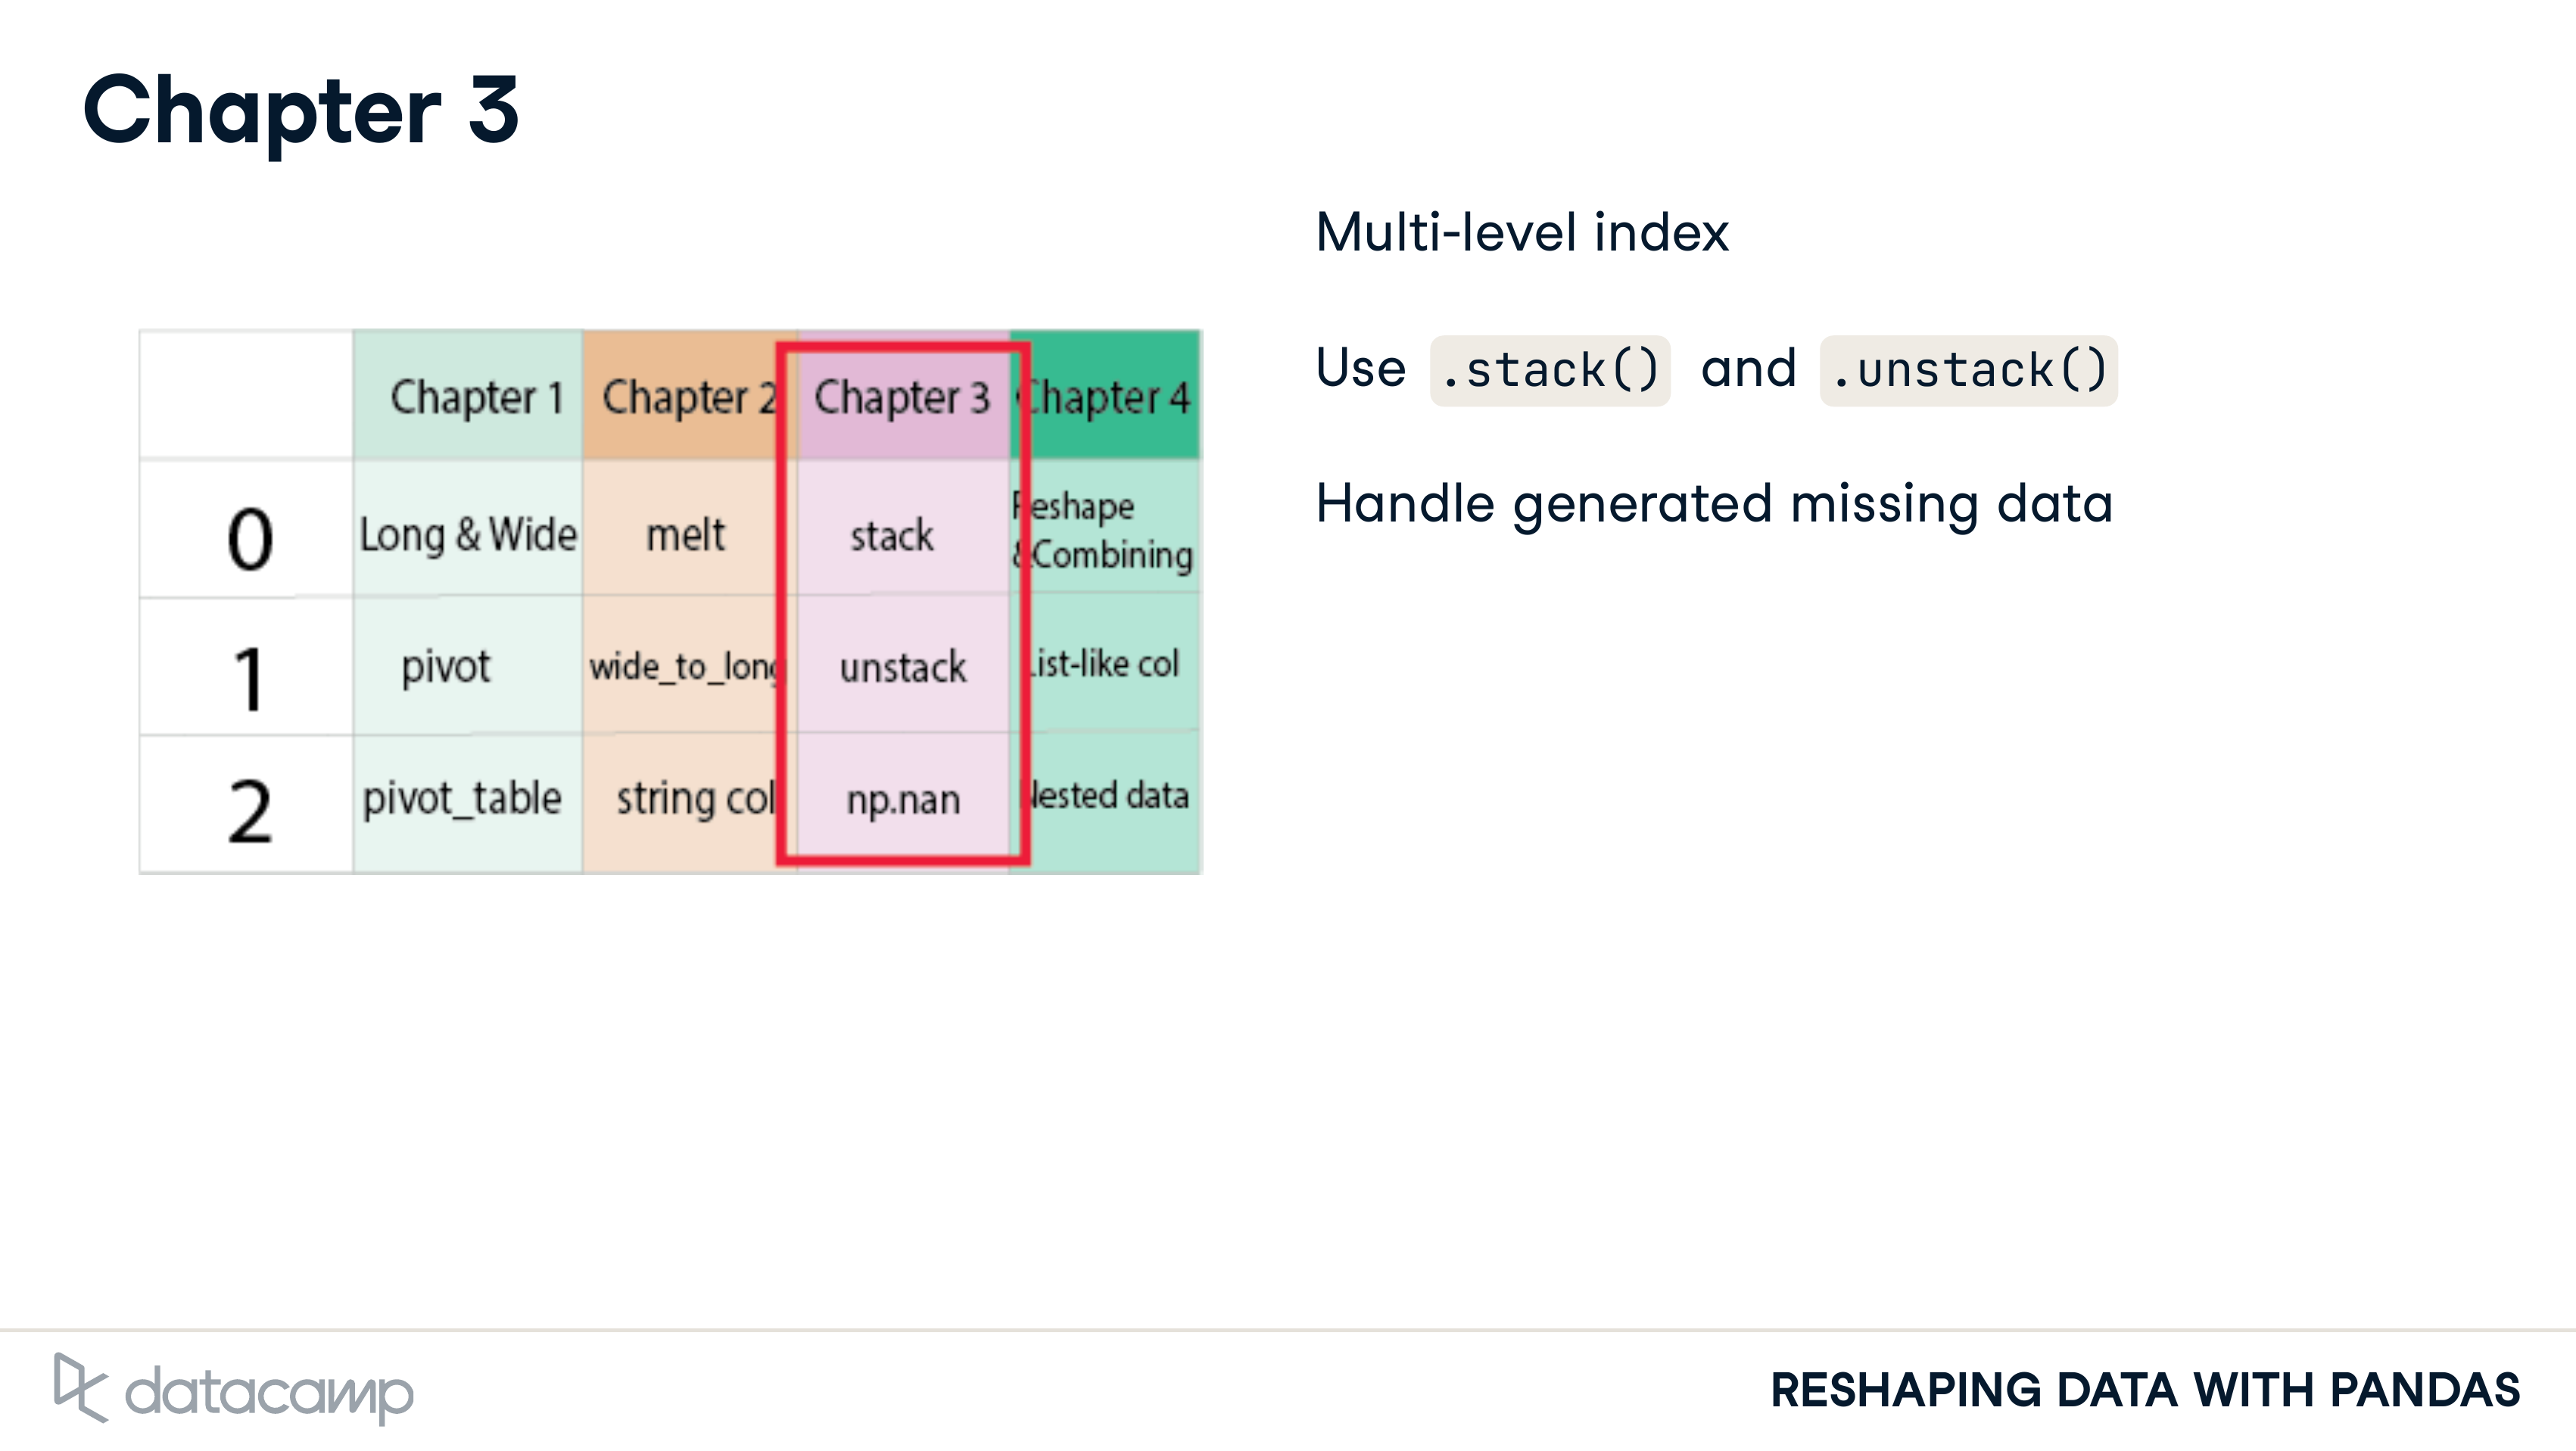 Chapter 3
Chapter 1 Chapter 2 Chapter 3 Chapter 4
0 Long & Wide melt stack Reshape &Combining
1 pivot wide_to_long unstack List-like col
2 pivot_table string col np.nan Nested data
Multi-level index
Use .stack() and .unstack()
Handle generated missing data
datacamp
RESHAPING DATA WITH PANDAS